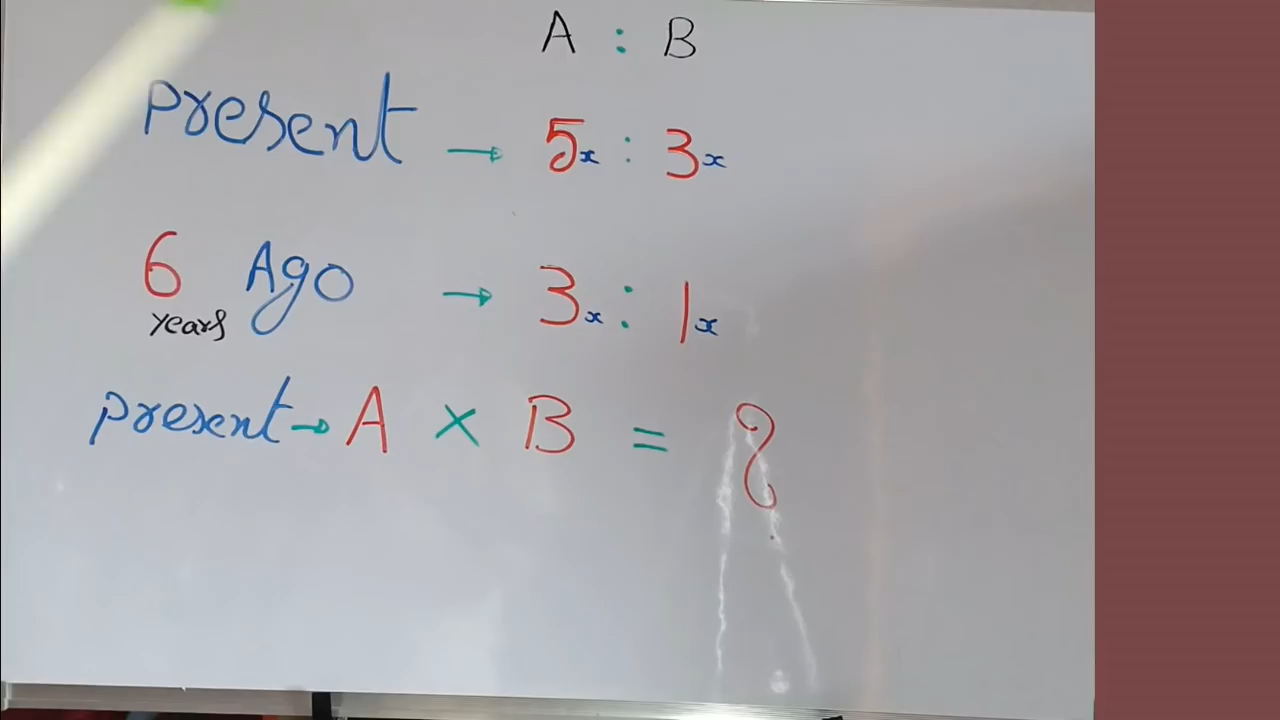 A : B
present → 5x : 3x
6 years Ago → 3x : 1x
present → A × B = ?